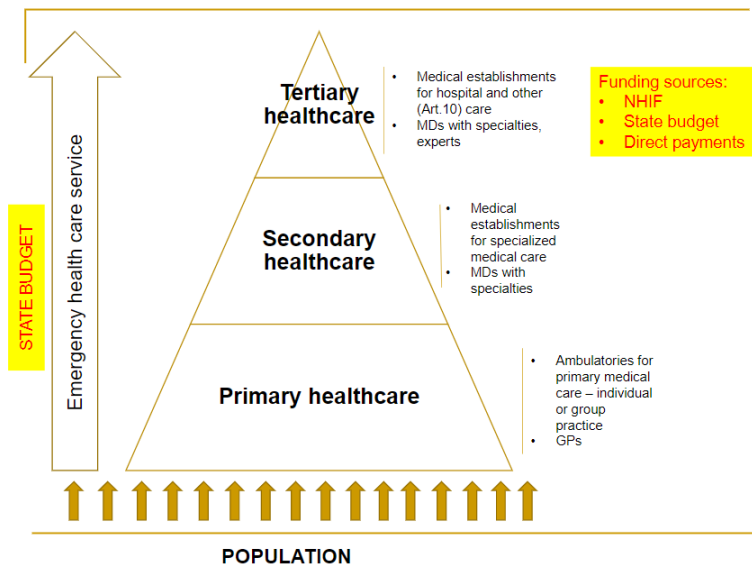 Tertiary
healthcare
• Medical establishments
for hospital and other
(Art.10) care
• MDs with specialties,
experts
Funding sources:
• NHIF
• State budget
• Direct payments
STATE BUDGET
Emergency health care service
Secondary
healthcare
• Medical
establishments
for specialized
medical care
• MDs with
specialties
Primary healthcare
• Ambulatories for
primary medical
care – individual
or group
practice
• GPs
POPULATION